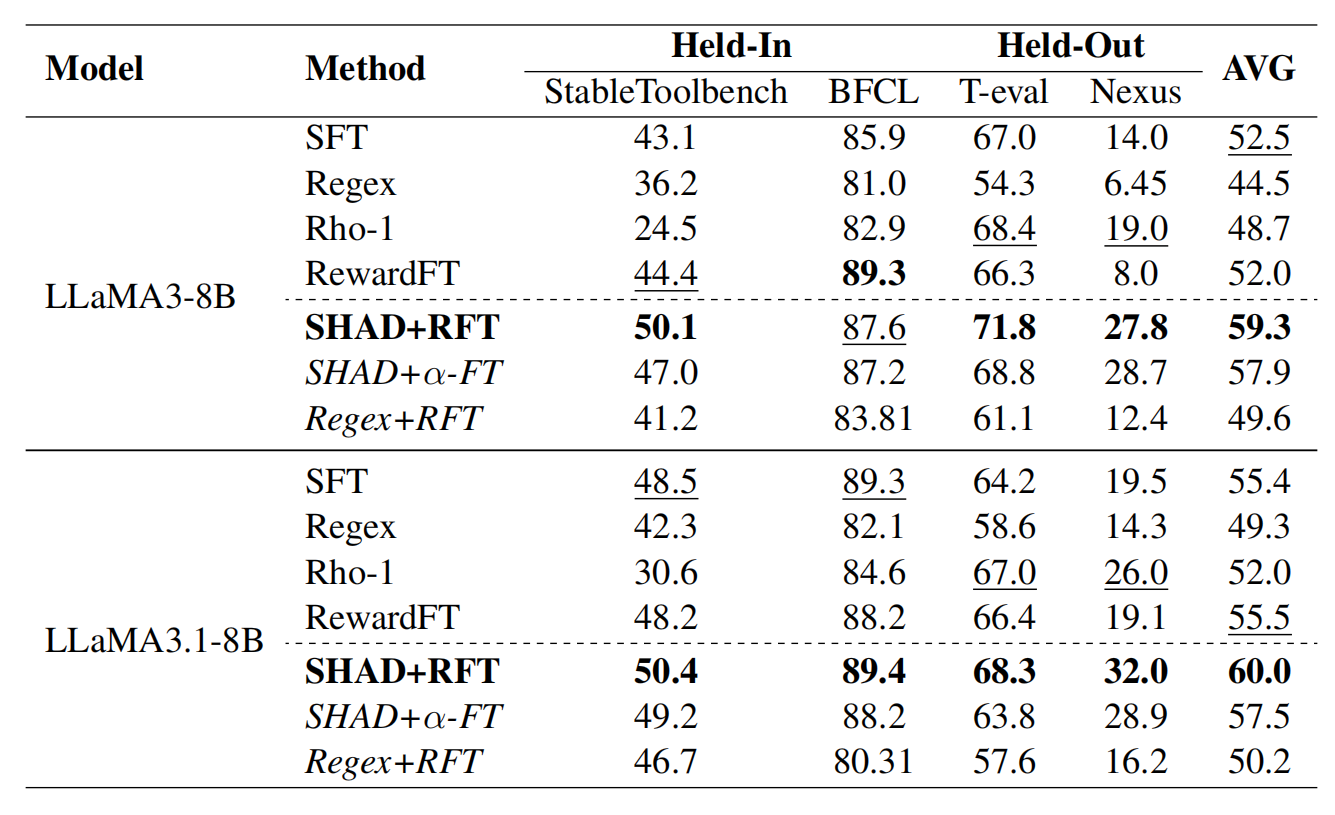 Model Method Held-In Held-Out AVG
StableToolbench BFCL T-eval Nexus
LLaMA3-8B
SFT 43.1 85.9 67.0 14.0 52.5
Regex 36.2 81.0 54.3 6.45 44.5
Rho-1 24.5 82.9 68.4 19.0 48.7
RewardFT 44.4 89.3 66.3 8.0 52.0
SHAD+RFT 50.1 87.6 71.8 27.8 59.3
SHAD+α-FT 47.0 87.2 68.8 28.7 57.9
Regex+RFT 41.2 83.81 61.1 12.4 49.6
LLaMA3.1-8B
SFT 48.5 89.3 64.2 19.5 55.4
Regex 42.3 82.1 58.6 14.3 49.3
Rho-1 30.6 84.6 67.0 26.0 52.0
RewardFT 48.2 88.2 66.4 19.1 55.5
SHAD+RFT 50.4 89.4 68.3 32.0 60.0
SHAD+α-FT 49.2 88.2 63.8 28.9 57.5
Regex+RFT 46.7 80.31 57.6 16.2 50.2